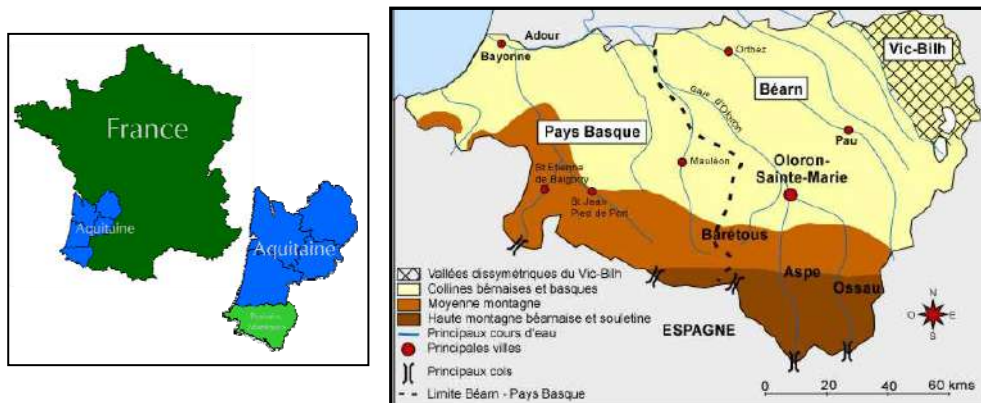 France
Aquitaine
Aquitaine
Adour
Bayonne
Orthez
Vic-Bilh
Béarn
Pays Basque
gave d'Oloron
Pau
Mauléon
Oloron-
Sainte-Marie
St Etienne
de Baigorry
St Jean
Pied de Port
Barétous
Aspe
Ossau
ESPAGNE
Vallées dissymétriques du Vic-Bilh
Collines béarnaises et basques
Moyenne montagne
Haute montagne béarnaise et souletine
Principaux cours d'eau
Principales villes
Principaux cols
Limite Béarn - Pays Basque
N
O
E
S
0 20 40 60 kms